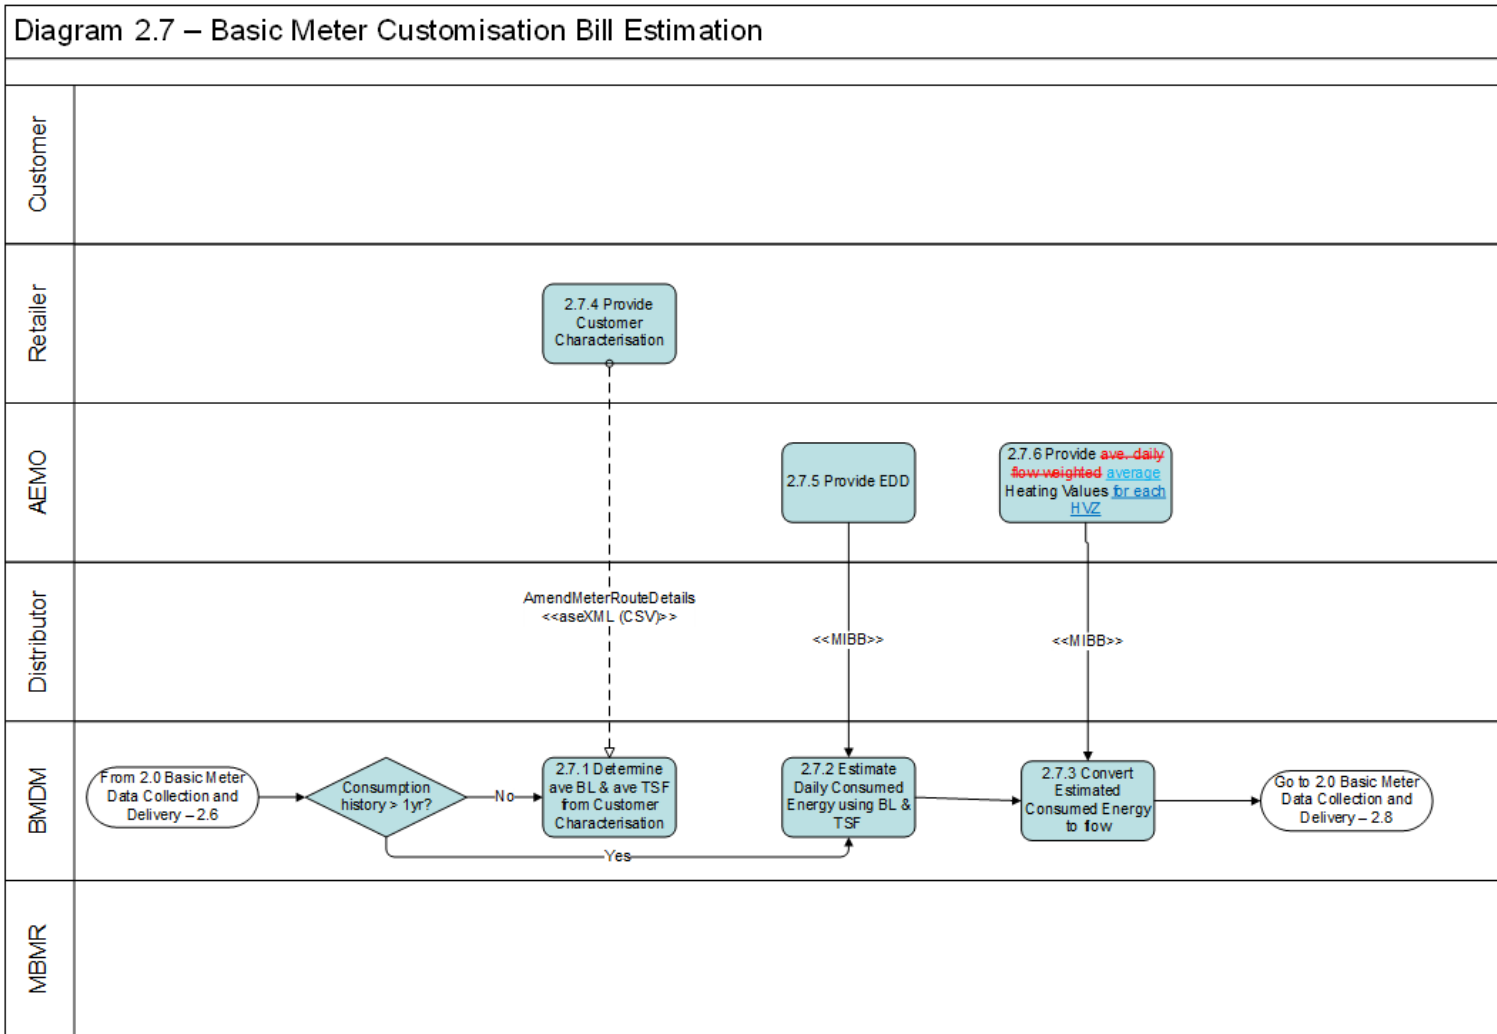 Diagram 2.7 – Basic Meter Customisation Bill Estimation
Customer
Retailer
2.7.4 Provide
Customer
Characterisation
AEMO
2.7.5 Provide EDD
2.7.6 Provide ave. daily
flow weighted average
Heating Values for each
HVZ
Distributor
AmendMeterRouteDetails
<<aseXML (CSV)>>
<<MIBB>>
<<MIBB>>
BMDM
From 2.0 Basic Meter
Data Collection and
Delivery – 2.6
Consumption
history > 1yr?
No
Yes
2.7.1 Determine
ave BL & ave TSF
from Customer
Characterisation
2.7.2 Estimate
Daily Consumed
Energy using BL &
TSF
2.7.3 Convert
Estimated
Consumed Energy
to flow
Go to 2.0 Basic Meter
Data Collection and
Delivery – 2.8
MBMR